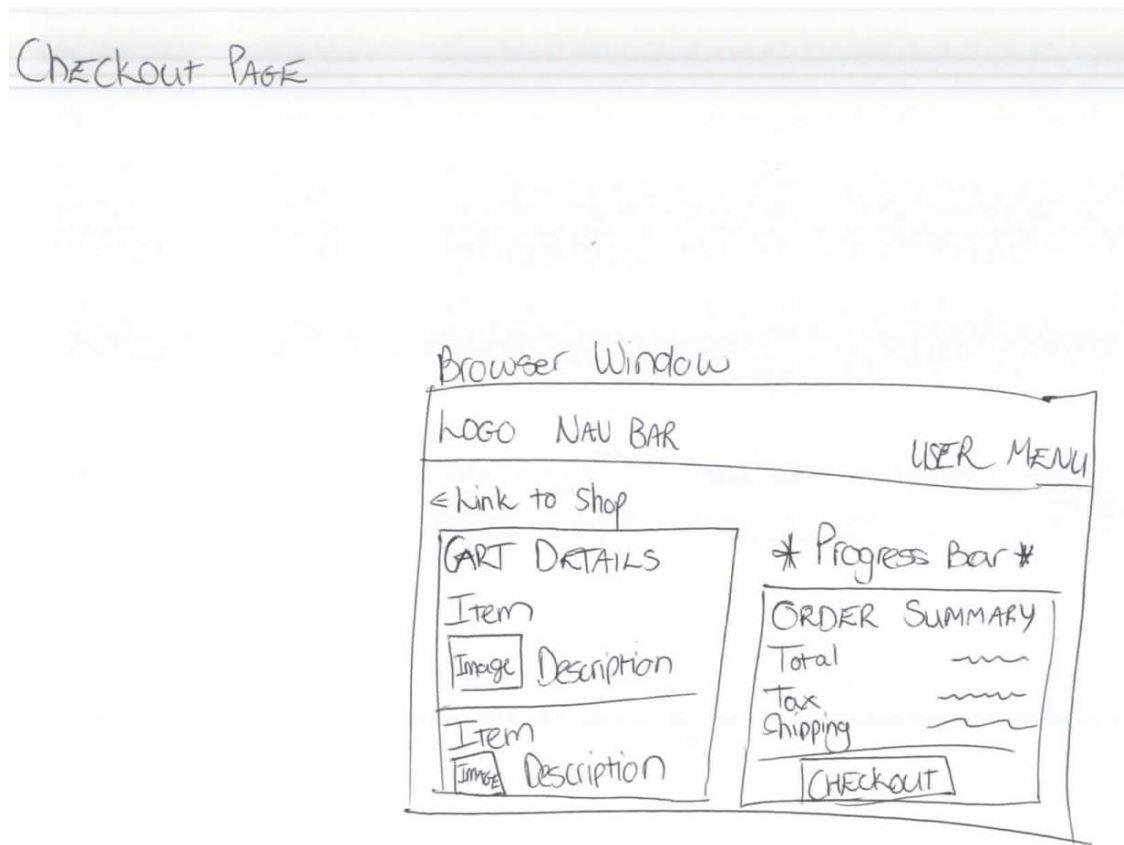 Checkout Page
Browser Window
LOGO NAV BAR
USER MENU
< Link to Shop
CART DETAILS
Item
Image Description
Item
IMAGE Description
* Progress Bar *
ORDER SUMMARY
Total
Tax
Shipping
CHECKOUT